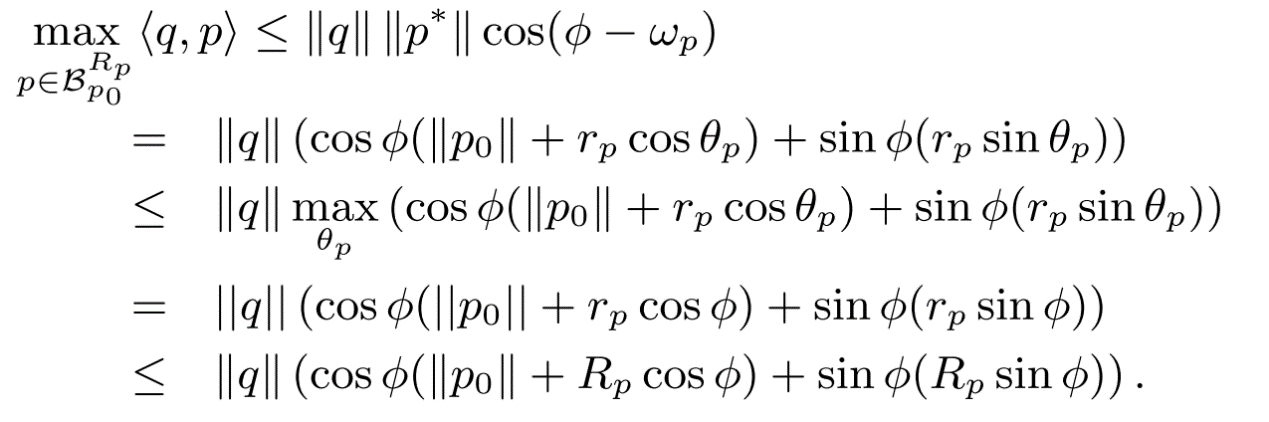 max_{p∈ℬ_{p_0}^{R_p}} ⟨q, p⟩ ≤ ‖q‖ ‖p*‖ cos(ϕ − ω_p)
= ‖q‖ (cos ϕ(‖p_0‖ + r_p cos θ_p) + sin ϕ(r_p sin θ_p))
≤ ‖q‖ max_{θ_p} (cos ϕ(‖p_0‖ + r_p cos θ_p) + sin ϕ(r_p sin θ_p))
= ||q|| (cos ϕ(||p_0|| + r_p cos ϕ) + sin ϕ(r_p sin ϕ))
≤ ‖q‖ (cos ϕ(‖p_0‖ + R_p cos ϕ) + sin ϕ(R_p sin ϕ)) .